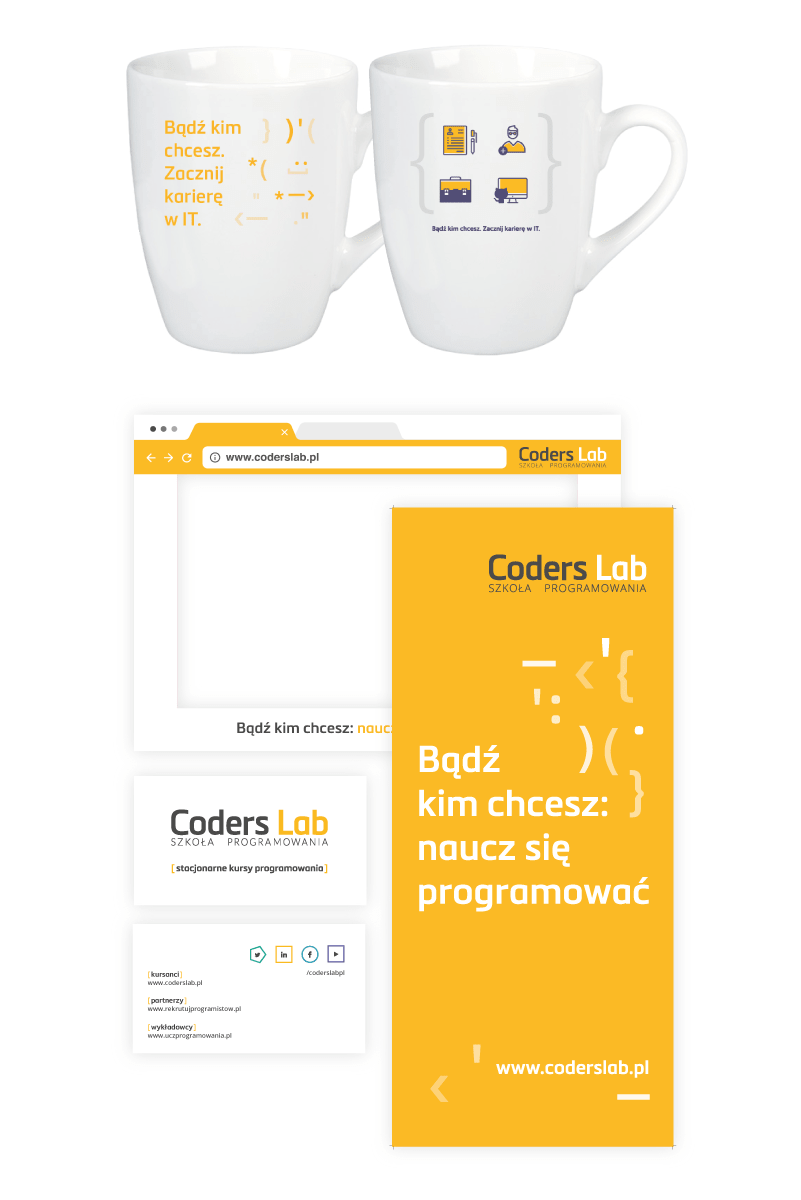 Bądź kim
chcesz.
Zacznij
karierę
w IT.
Bądź kim chcesz. Zacznij karierę w IT.
www.coderslab.pl
Coders Lab
SZKOŁA PROGRAMOWANIA
Bądź kim chcesz: naucz
Coders Lab
SZKOŁA PROGRAMOWANIA
Bądź
kim chcesz:
naucz się
programować
www.coderslab.pl
Coders Lab
SZKOŁA PROGRAMOWANIA
[stacjonarne kursy programowania]
/coderslabpl
[kursanci]
www.coderslab.pl
[partnerzy]
www.rekrutujprogramistow.pl
[wykładowcy]
www.uczprogramowania.pl